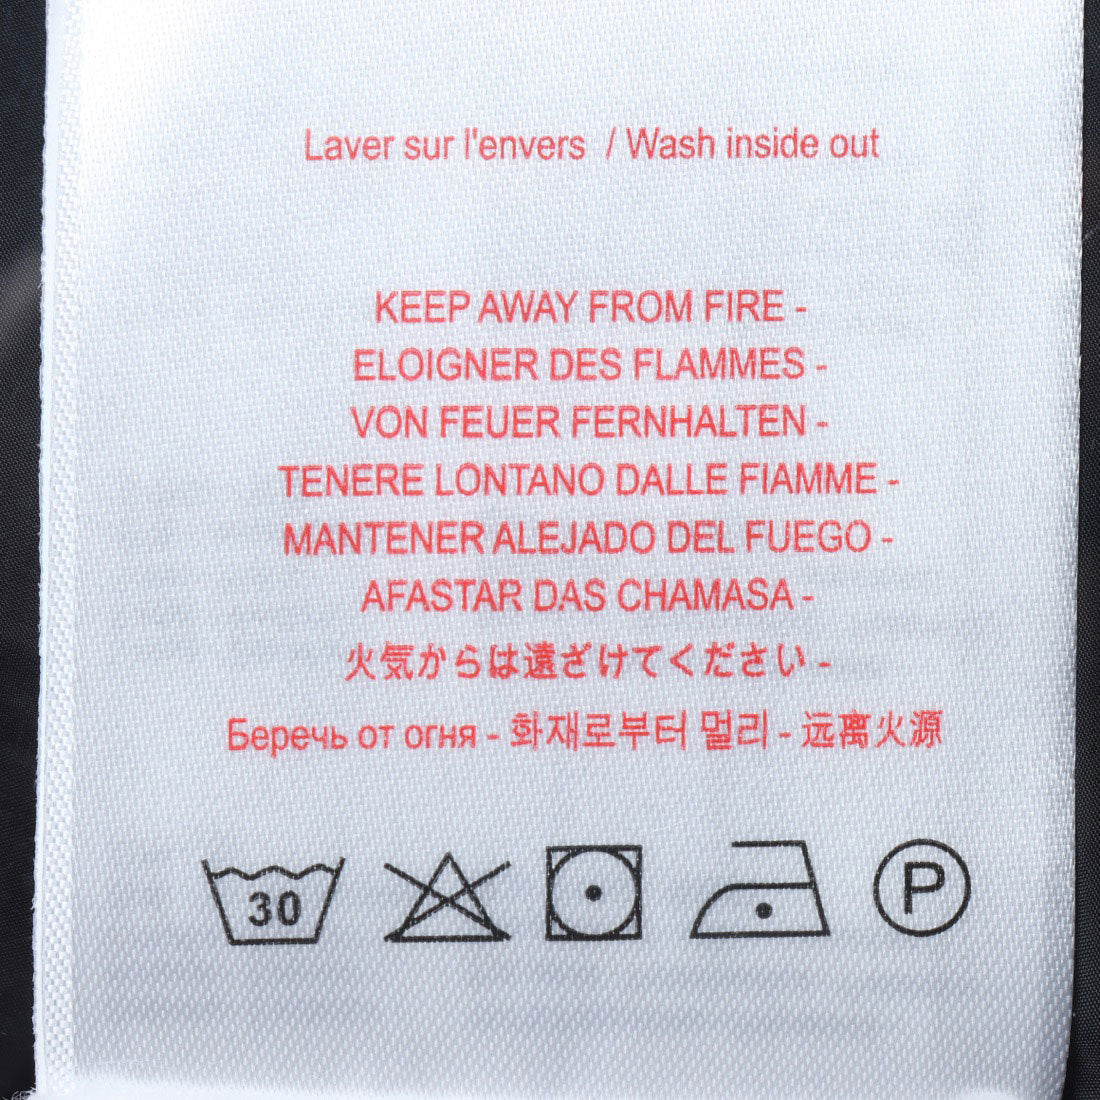 Laver sur l'envers / Wash inside out
KEEP AWAY FROM FIRE -
ELOIGNER DES FLAMMES -
VON FEUER FERNHALTEN -
TENERE LONTANO DALLE FIAMME -
MANTENER ALEJADO DEL FUEGO -
AFASTAR DAS CHAMASA -
火気からは遠ざけてください -
Беречь от огня - 화재로부터 멀리 - 远离火源
30 P